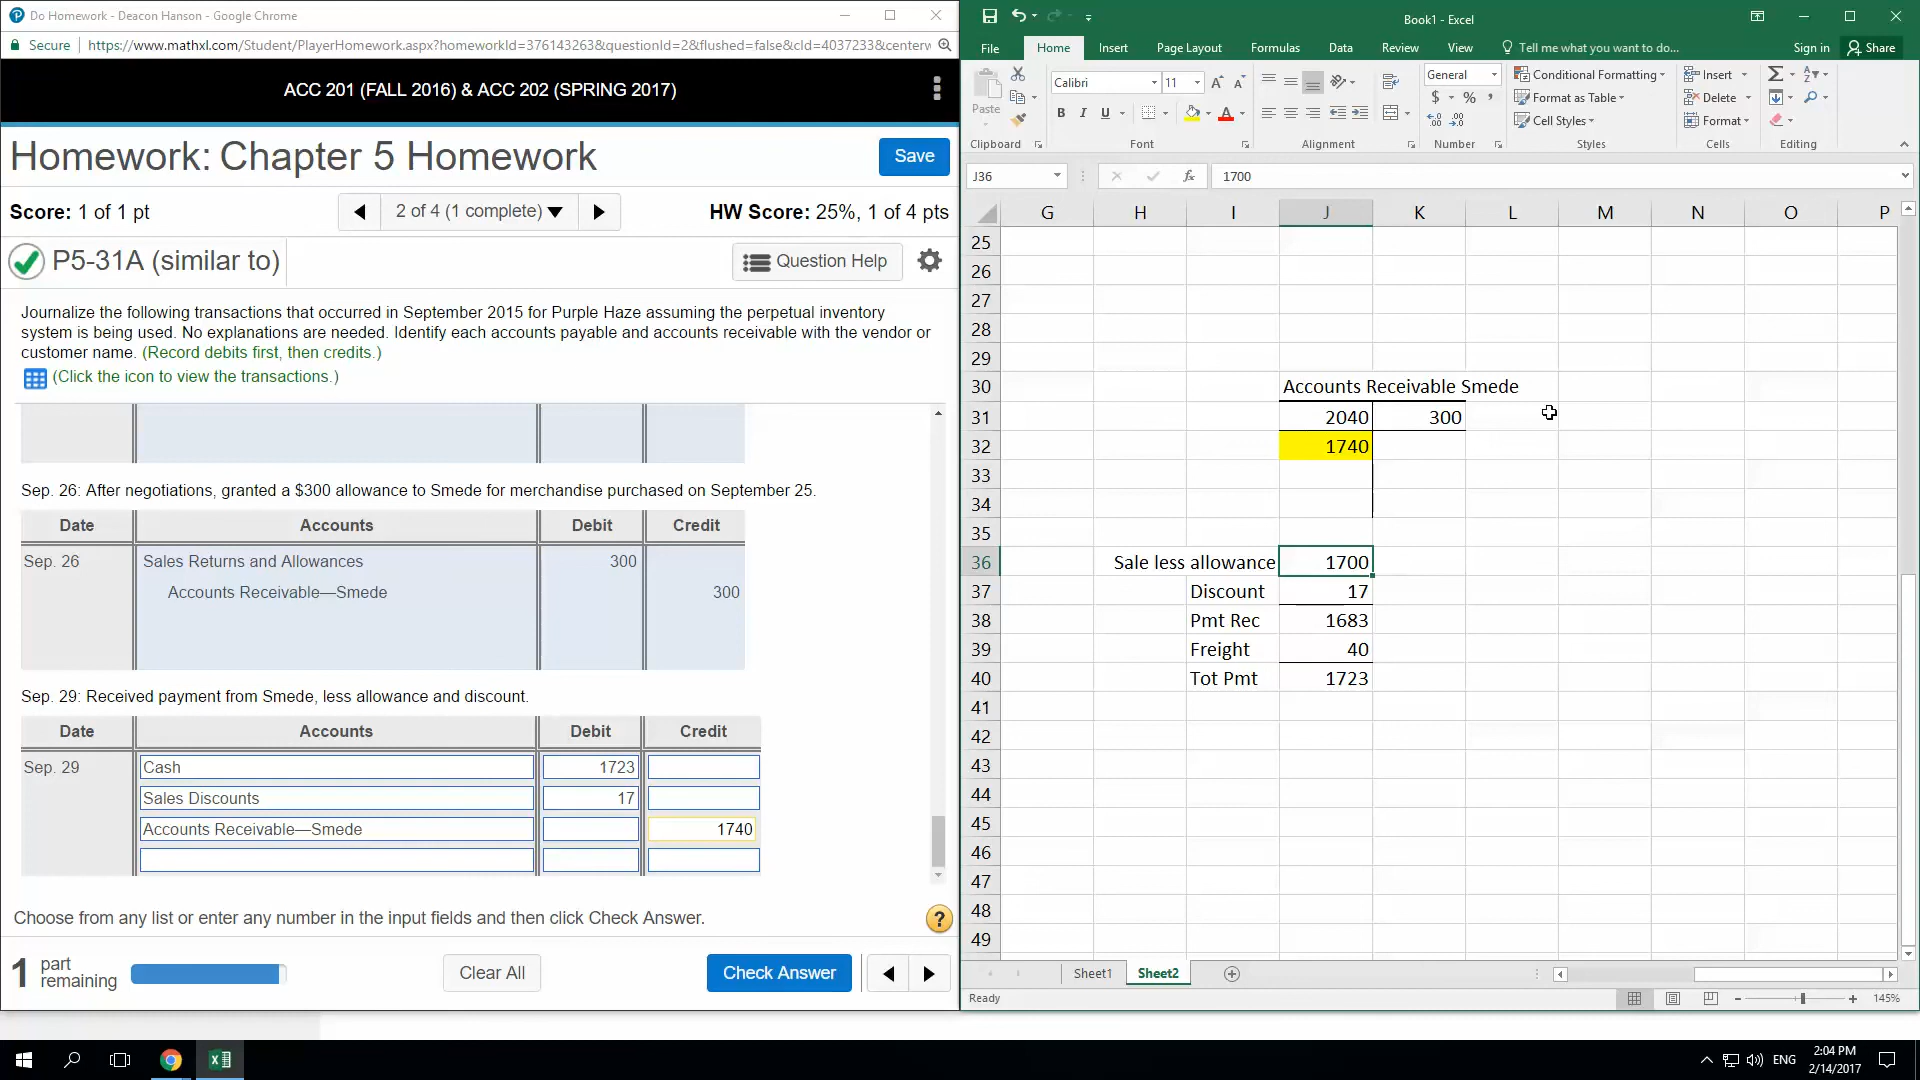 Do Homework - Deacon Hanson - Google Chrome
Secure
https://www.mathxl.com/Student/PlayerHomework.aspx?homeworkId=376143263&questionId=2&flushed=false&cId=4037233&centerw
ACC 201 (FALL 2016) & ACC 202 (SPRING 2017)
Homework: Chapter 5 Homework
Save
Score: 1 of 1 pt
2 of 4 (1 complete)
HW Score: 25%, 1 of 4 pts
P5-31A (similar to)
Question Help
Journalize the following transactions that occurred in September 2015 for Purple Haze assuming the perpetual inventory
system is being used. No explanations are needed. Identify each accounts payable and accounts receivable with the vendor or
customer name. (Record debits first, then credits.)
(Click the icon to view the transactions.)
Sep. 26: After negotiations, granted a $300 allowance to Smede for merchandise purchased on September 25.
Date Accounts Debit Credit
Sep. 26 Sales Returns and Allowances 300
Accounts Receivable—Smede 300
Sep. 29: Received payment from Smede, less allowance and discount.
Date Accounts Debit Credit
Sep. 29 Cash 1723
Sales Discounts 17
Accounts Receivable—Smede 1740
Choose from any list or enter any number in the input fields and then click Check Answer.
?
1 part
remaining
Clear All
Check Answer
Book1 - Excel
File Home Insert Page Layout Formulas Data Review View Tell me what you want to do... Sign in Share
Paste
Calibri 11
B I U
General
$ % ,
Conditional Formatting
Format as Table
Cell Styles
Insert
Delete
Format
Clipboard Font Alignment Number Styles Cells Editing
J36 fx 1700
G H I J K L M N O P
25
26
27
28
29
30 Accounts Receivable Smede
31 2040 300
32 1740
33
34
35
36 Sale less allowance 1700
37 Discount 17
38 Pmt Rec 1683
39 Freight 40
40 Tot Pmt 1723
41
42
43
44
45
46
47
48
49
Sheet1 Sheet2
Ready
145%
ENG
2:04 PM
2/14/2017